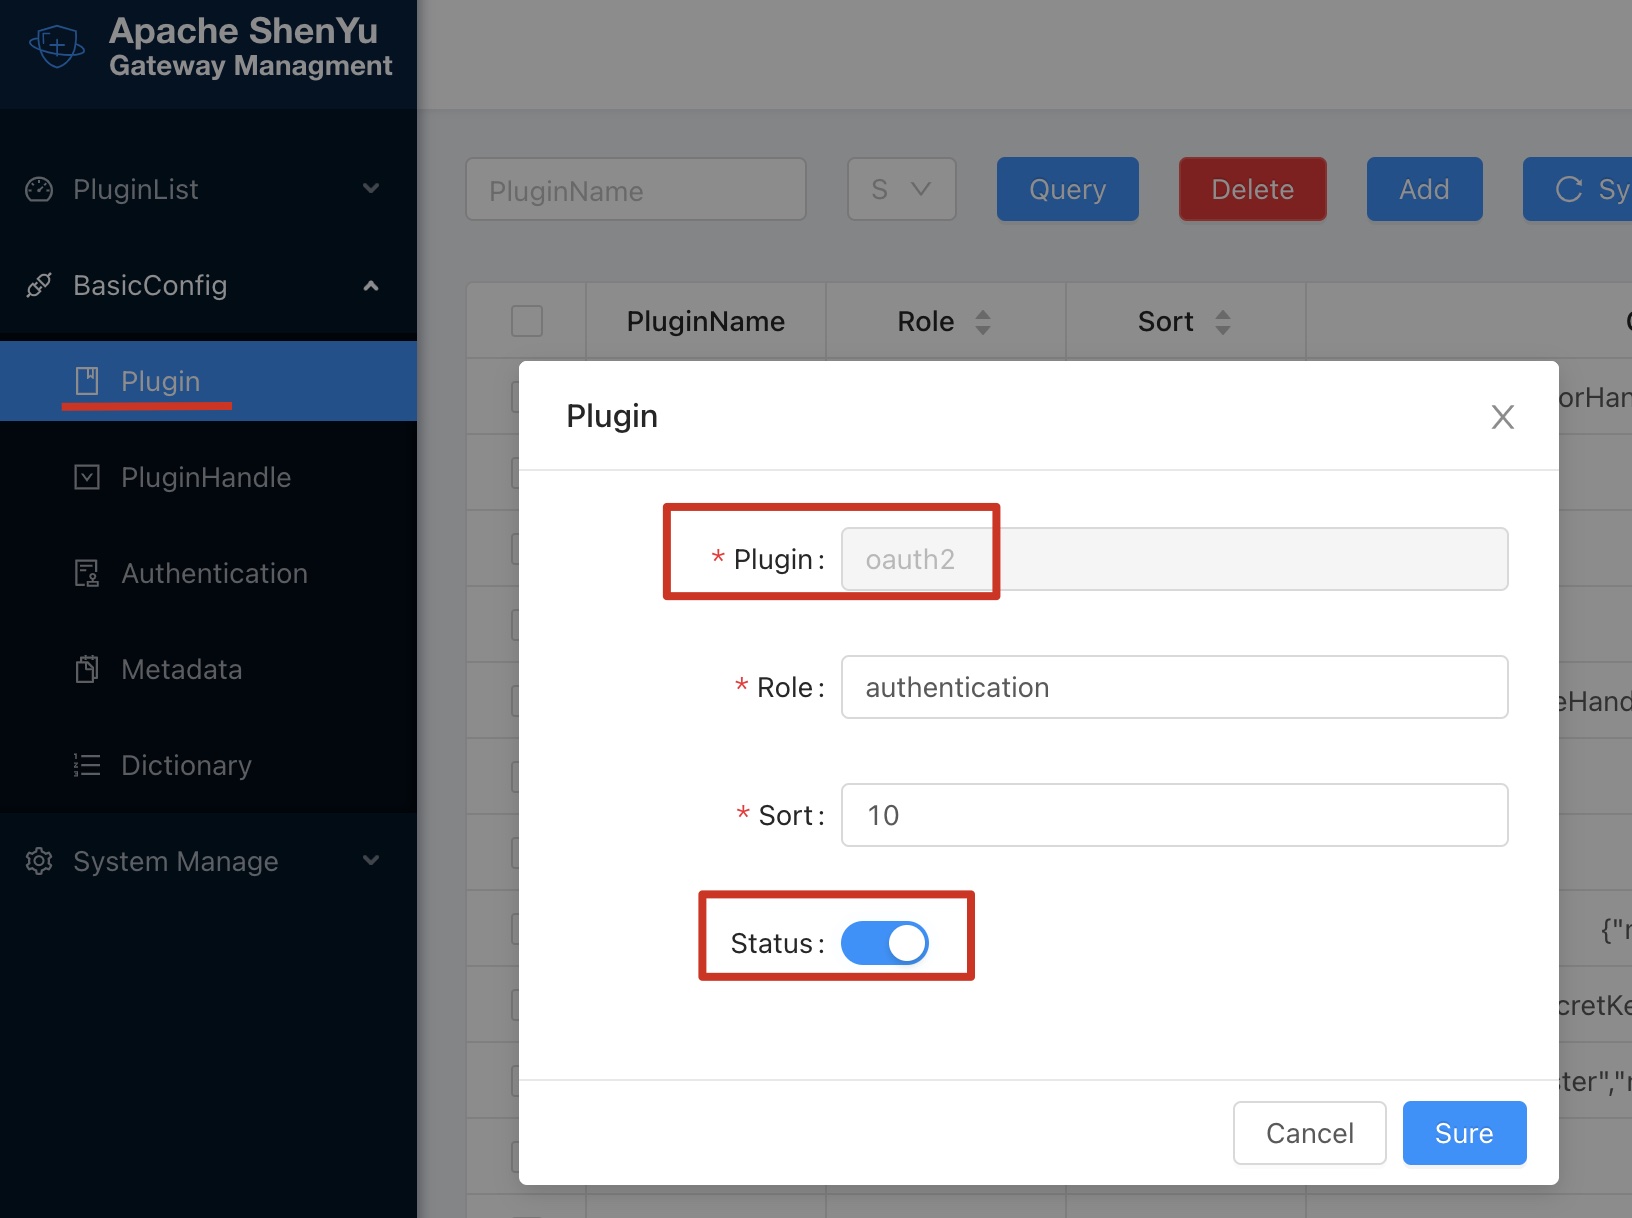 Apache ShenYu
Gateway Managment
PluginList
BasicConfig
Plugin
PluginHandle
Authentication
Metadata
Dictionary
System Manage
PluginName
S
Query
Delete
Add
Sy
PluginName
Role
Sort
orHan
eHand
{"r
cretKe
ter","r
Plugin
* Plugin :
oauth2
* Role :
authentication
* Sort :
10
Status :
Cancel
Sure